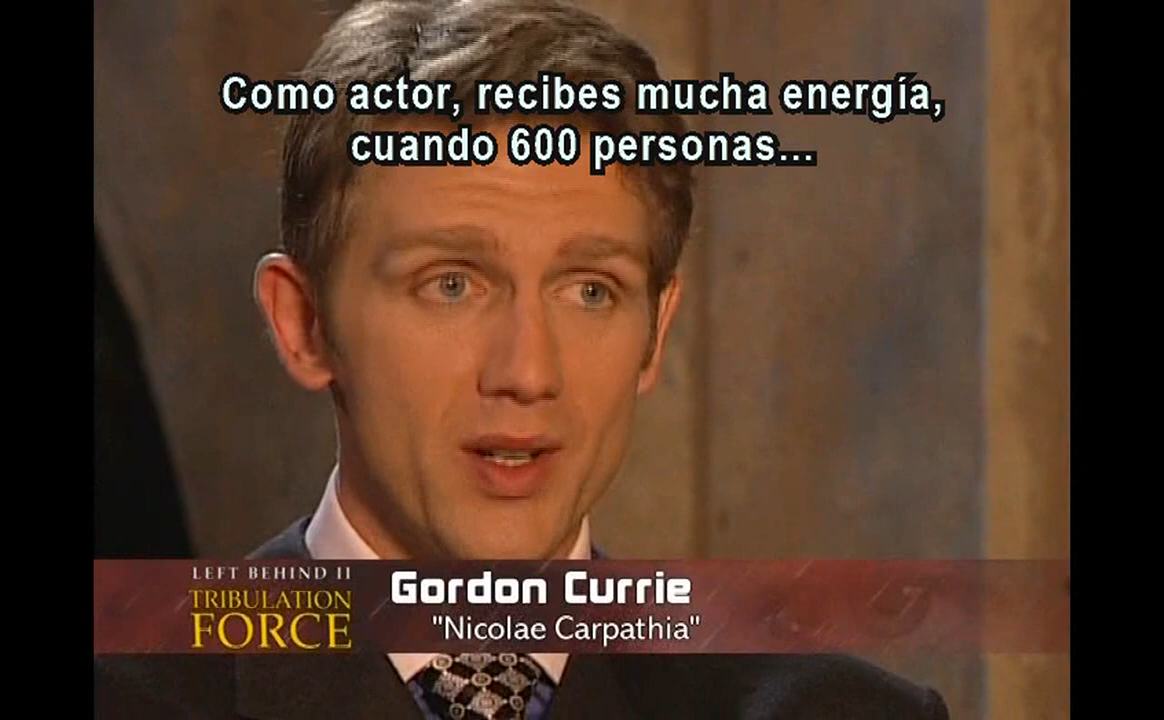 Como actor, recibes mucha energía,
cuando 600 personas...
LEFT BEHIND II
TRIBULATION
FORCE
Gordon Currie
"Nicolae Carpathia"